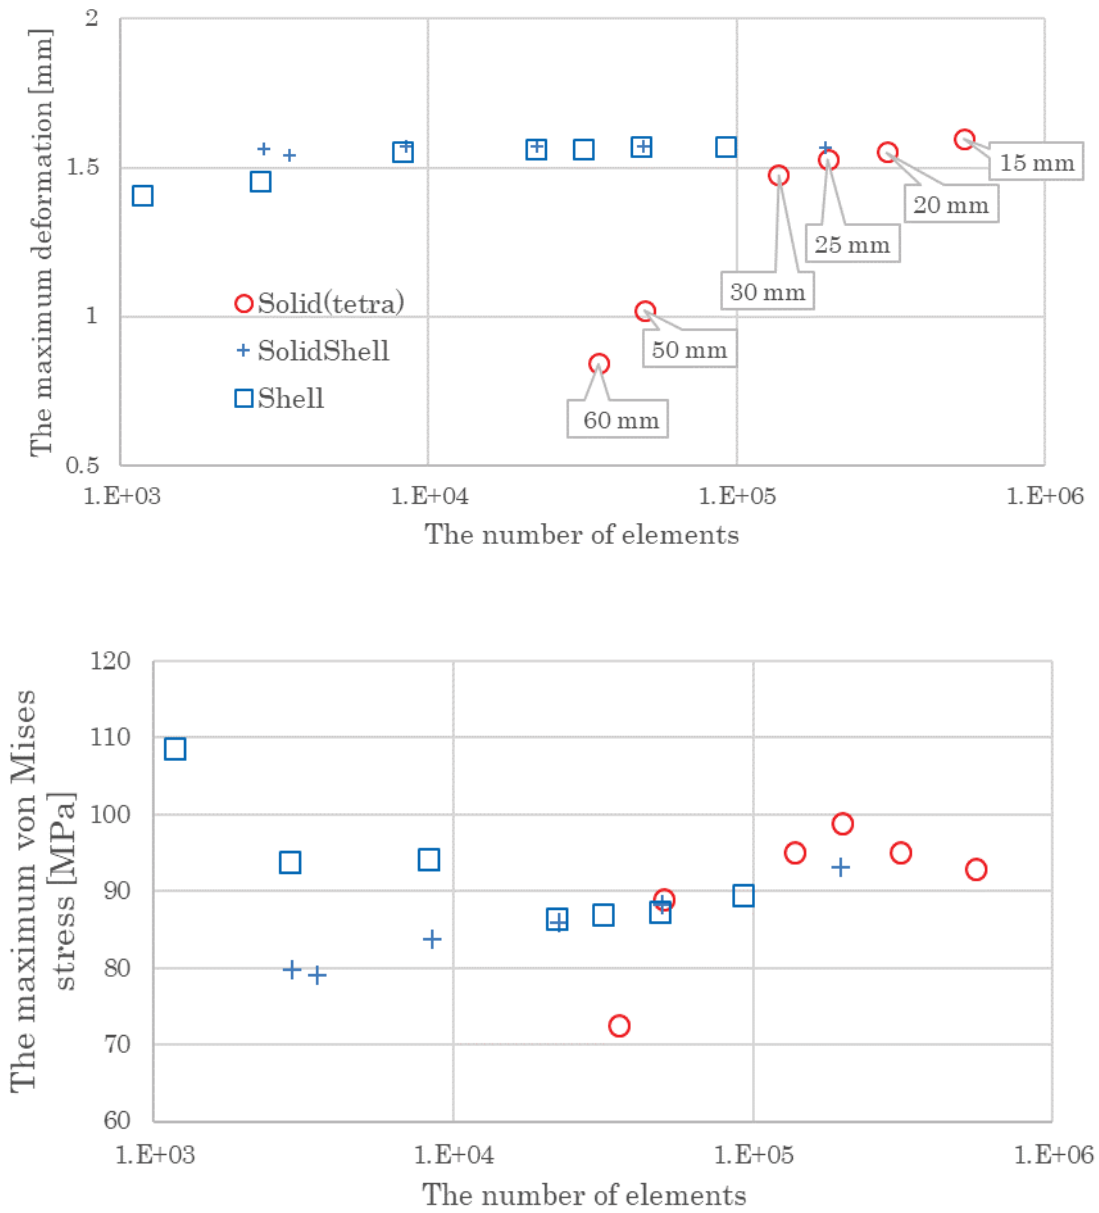 The maximum deformation [mm]
2
1.5
1
0.5
Solid(tetra)
SolidShell
Shell
15 mm
20 mm
25 mm
30 mm
50 mm
60 mm
1.E+03
1.E+04
1.E+05
1.E+06
The number of elements
The maximum von Mises
stress [MPa]
120
110
100
90
80
70
60
1.E+03
1.E+04
1.E+05
1.E+06
The number of elements